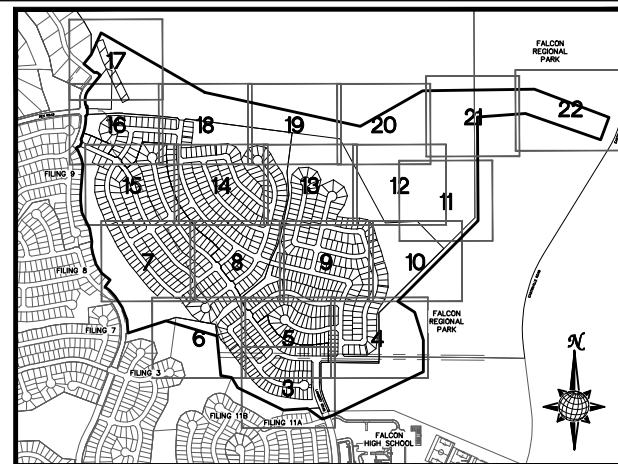 FALCON
REGIONAL
PARK
17
22
21
16
18
19
20
FILING 9
15
14
13
12
11
7
8
9
10
FILING 8
FALCON
REGIONAL
PARK
FILING 7
6
5
4
N
FILING 3
3
FILING 11B
FILING 11A
FALCON
HIGH SCHOOL